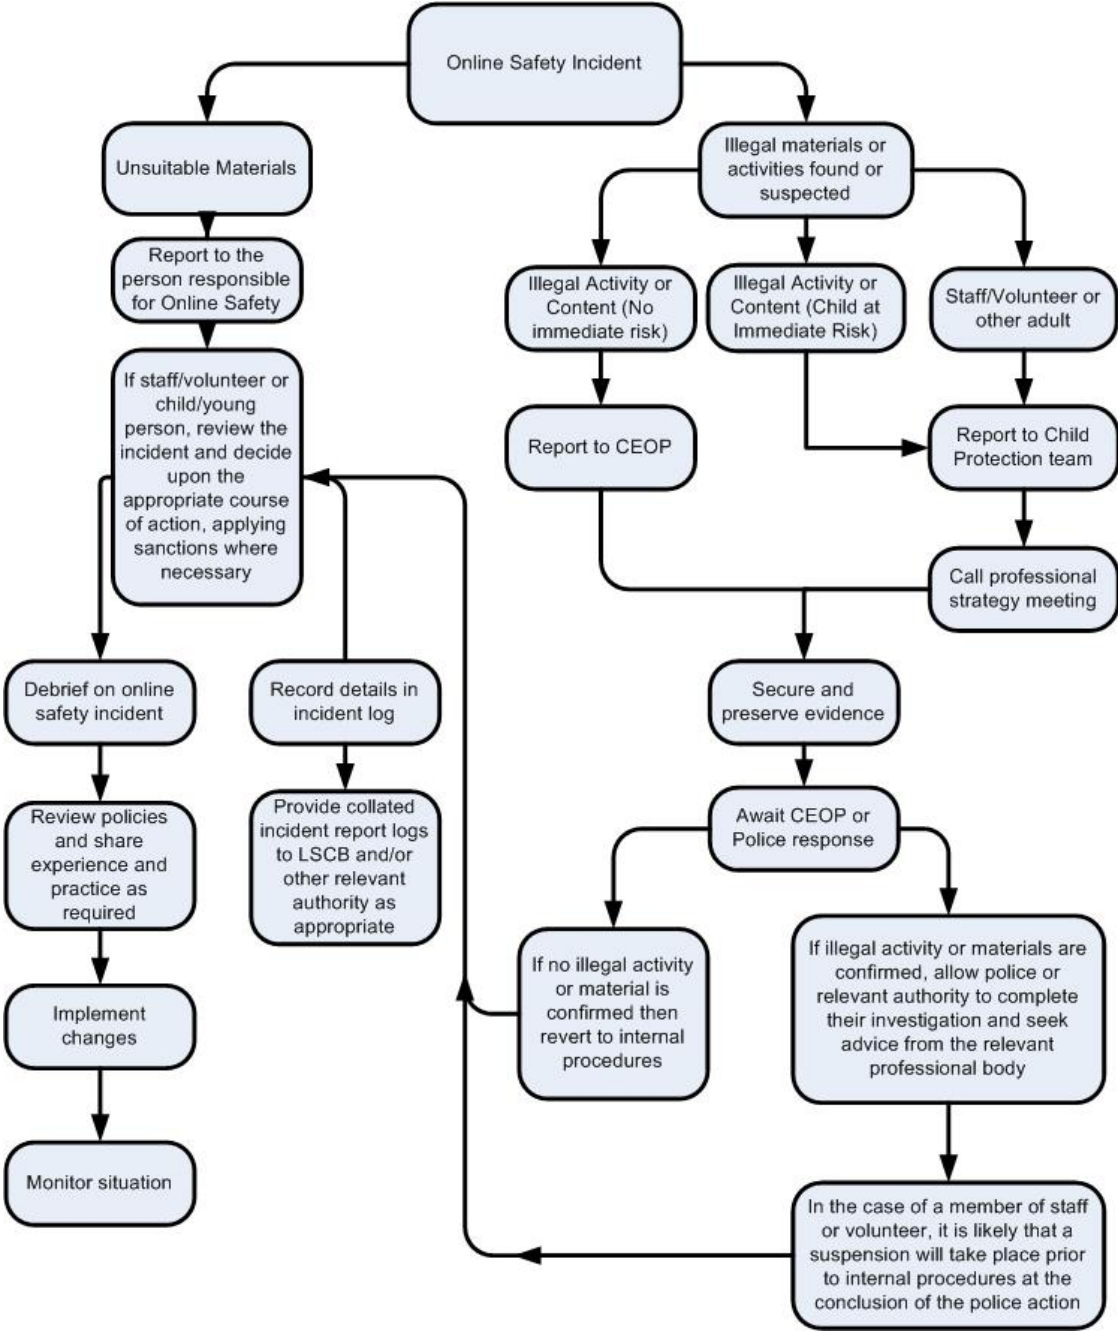 Online Safety Incident
Unsuitable Materials
Illegal materials or
activities found or
suspected
Report to the
person responsible
for Online Safety
Illegal Activity or
Content (No
immediate risk)
Illegal Activity or
Content (Child at
Immediate Risk)
Staff/Volunteer or
other adult
If staff/volunteer or
child/young
person, review the
incident and decide
upon the
appropriate course
of action, applying
sanctions where
necessary
Report to CEOP
Report to Child
Protection team
Call professional
strategy meeting
Debrief on online
safety incident
Record details in
incident log
Secure and
preserve evidence
Review policies
and share
experience and
practice as
required
Provide collated
incident report logs
to LSCB and/or
other relevant
authority as
appropriate
Await CEOP or
Police response
If no illegal activity
or material is
confirmed then
revert to internal
procedures
If illegal activity or materials are
confirmed, allow police or
relevant authority to complete
their investigation and seek
advice from the relevant
professional body
Implement
changes
Monitor situation
In the case of a member of staff
or volunteer, it is likely that a
suspension will take place prior
to internal procedures at the
conclusion of the police action